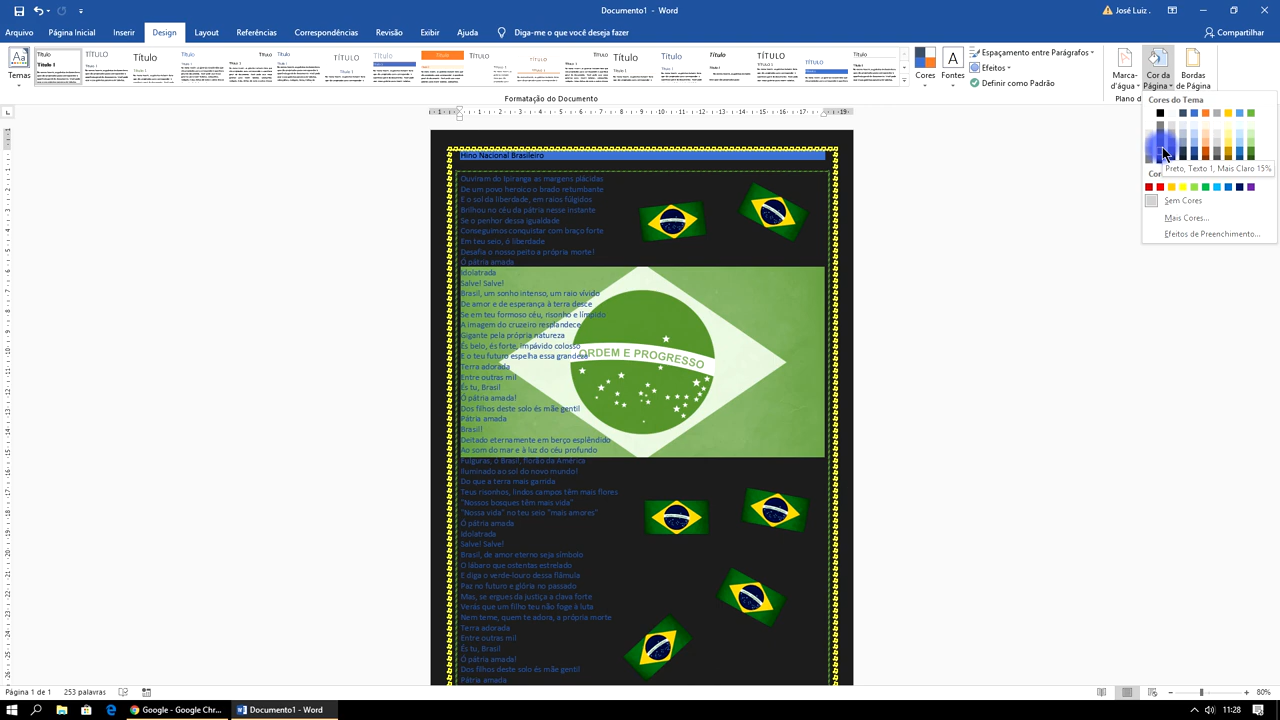 Documento1 - Word
José Luiz .
Arquivo Página Inicial Inserir Design Layout Referências Correspondências Revisão Exibir Ajuda Diga-me o que você deseja fazer Compartilhar
Cores
Espaçamento entre Parágrafos
Efeitos
Definir como Padrão
Cor da Página
Bordas de Página
Formatação do Documento
Cores do Tema
Preto, Texto 1, Mais Claro 15%
Sem Cores
Mais Cores...
Efeitos de Preenchimento...
Hino Nacional Brasileiro
Ouviram do Ipiranga as margens plácidas
De um povo heroico o brado retumbante
E o sol da liberdade, em raios fúlgidos
Brilhou no céu da pátria nesse instante
Se o penhor dessa igualdade
Conseguimos conquistar com braço forte
Em teu seio, ó liberdade
Desafia o nosso peito a própria morte!
Ó pátria amada
Idolatrada
Salve! Salve!
Brasil, um sonho intenso, um raio vívido
De amor e de esperança à terra desce
Se em teu formoso céu, risonho e límpido
A imagem do cruzeiro resplandece
Gigante pela própria natureza
És belo, és forte, impávido colosso
E o teu futuro espelha essa grandeza
ORDEM E PROGRESSO
Terra adorada
Entre outras mil
És tu, Brasil
Ó pátria amada!
Dos filhos deste solo és mãe gentil
Pátria amada
Brasil!
Deitado eternamente em berço esplêndido
Ao som do mar e à luz do céu profundo
Fulguras, ó Brasil, florão da América
Iluminado ao sol do novo mundo!
Do que a terra mais garrida
Teus risonhos, lindos campos têm mais flores
"Nossos bosques têm mais vida"
"Nossa vida" no teu seio "mais amores"
Ó pátria amada
Idolatrada
Salve! Salve!
Brasil, de amor eterno seja símbolo
O lábaro que ostentas estrelado
E diga o verde-louro dessa flâmula
Paz no futuro e glória no passado
Mas, se ergues da justiça a clava forte
Verás que um filho teu não foge à luta
Nem teme, quem te adora, a própria morte
Terra adorada
Entre outras mil
És tu, Brasil
Ó pátria amada!
Dos filhos deste solo és mãe gentil
Pátria amada
Página 1 de 1 253 palavras 80%
Google - Google Chr... Documento1 - Word 11:28